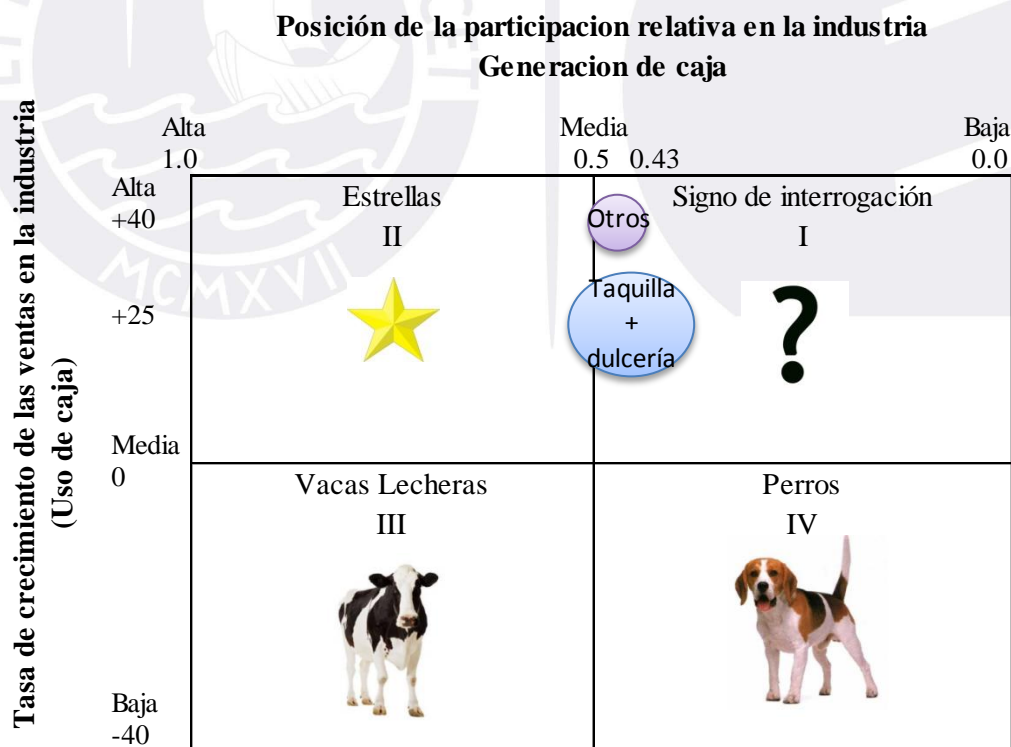 Posición de la participacion relativa en la industria
Generacion de caja
Alta
Media
Baja
1.0
0.5
0.43
0.0
Tasa de crecimiento de las ventas en la industria
(Uso de caja)
Alta
+40
+25
Media
0
Baja
-40
Estrellas
II
Otros
Signo de interrogación
I
Taquilla
+
dulcería
?
Vacas Lecheras
III
Perros
IV
MCMXVII